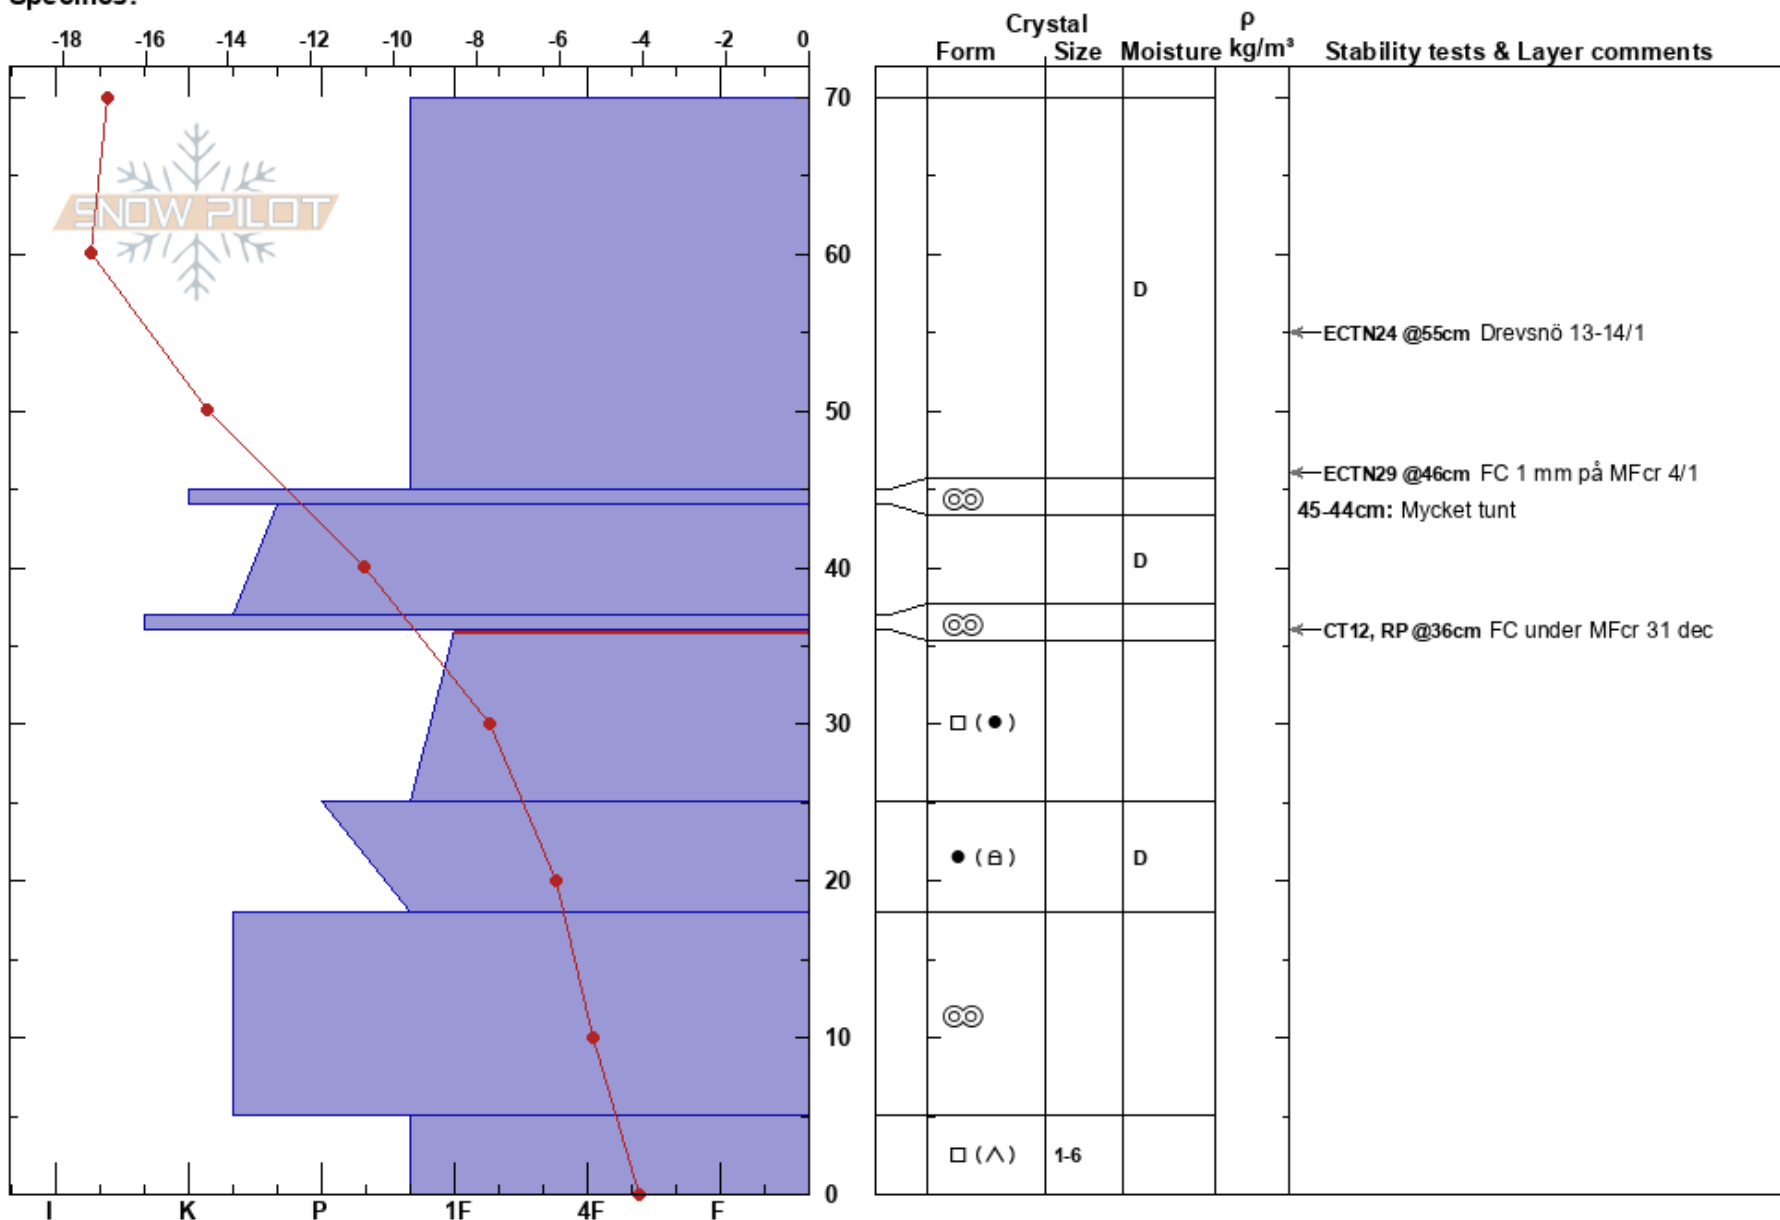 Specifics:
-18 -16 -14 -12 -10 -8 -6 -4 -2 0
Crystal
Form Size Moisture
ρ
kg/m³
Stability tests & Layer comments
SNOW PILOT
70
60
50
40
30
20
10
0
D
ECTN24 @55cm Drevsnö 13-14/1
ECTN29 @46cm FC 1 mm på MFcr 4/1
45-44cm: Mycket tunt
D
CT12, RP @36cm FC under MFcr 31 dec
D
1-6
I K P 1F 4F F